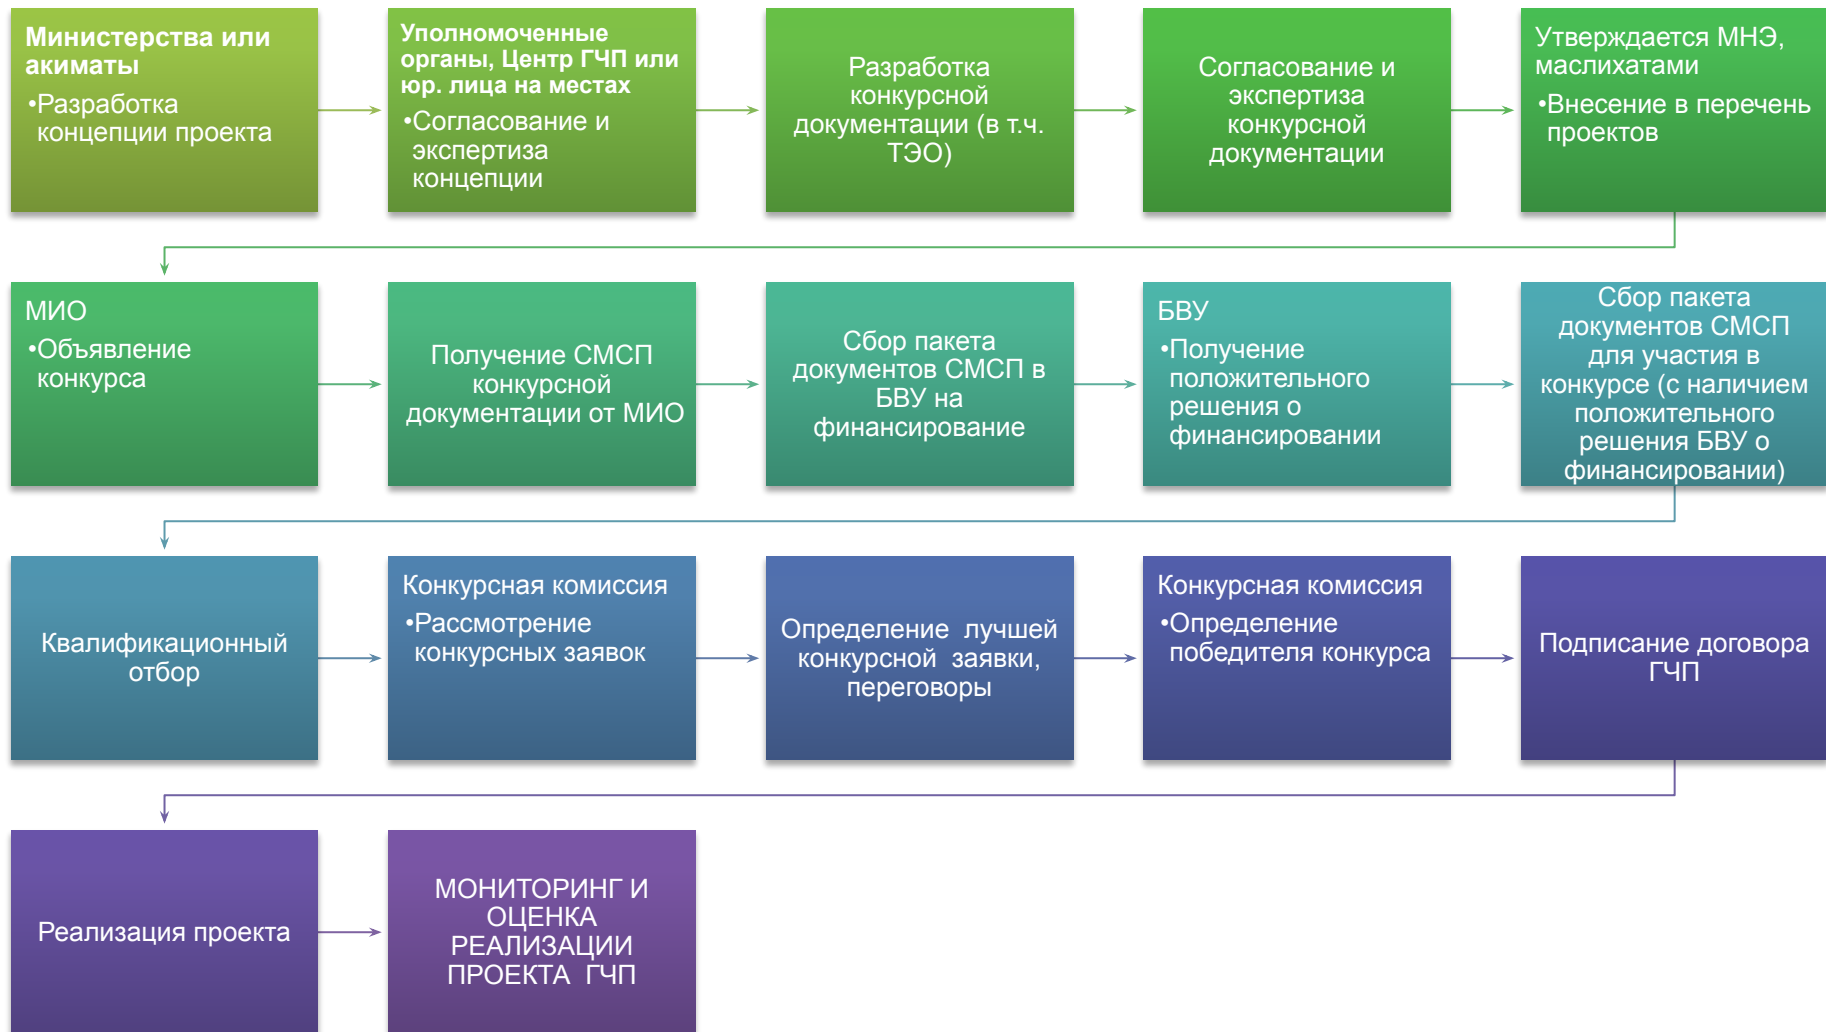 Министерства или
акиматы
•Разработка
концепции проекта
Уполномоченные
органы, Центр ГЧП или
юр. лица на местах
•Согласование и
экспертиза
концепции
Разработка
конкурсной
документации (в т.ч.
ТЭО)
Согласование и
экспертиза
конкурсной
документации
Утверждается МНЭ,
маслихатами
•Внесение в перечень
проектов
МИО
•Объявление
конкурса
Получение СМСП
конкурсной
документации от МИО
Сбор пакета
документов СМСП в
БВУ на
финансирование
БВУ
•Получение
положительного
решения о
финансировании
Сбор пакета
документов СМСП
для участия в
конкурсе (с наличием
положительного
решения БВУ о
финансировании)
Квалификационный
отбор
Конкурсная комиссия
•Рассмотрение
конкурсных заявок
Определение лучшей
конкурсной заявки,
переговоры
Конкурсная комиссия
•Определение
победителя конкурса
Подписание договора
ГЧП
Реализация проекта
МОНИТОРИНГ И
ОЦЕНКА
РЕАЛИЗАЦИИ
ПРОЕКТА ГЧП